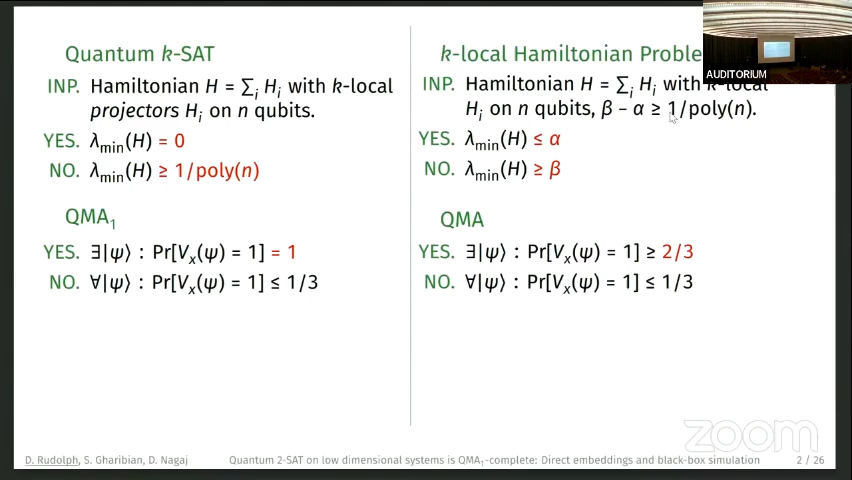 Quantum k-SAT
INP. Hamiltonian H = ∑ᵢ Hᵢ with k-local
projectors Hᵢ on n qubits.
YES. λmin(H) = 0
NO. λmin(H) ≥ 1/poly(n)
QMA₁
YES. ∃|ψ⟩ : Pr[Vₓ(ψ) = 1] = 1
NO. ∀|ψ⟩ : Pr[Vₓ(ψ) = 1] ≤ 1/3
k-local Hamiltonian Proble
INP. Hamiltonian H = ∑ᵢ Hᵢ with k-local
Hᵢ on n qubits, β − α ≥ 1/poly(n).
YES. λmin(H) ≤ α
NO. λmin(H) ≥ β
QMA
YES. ∃|ψ⟩ : Pr[Vₓ(ψ) = 1] ≥ 2/3
NO. ∀|ψ⟩ : Pr[Vₓ(ψ) = 1] ≤ 1/3
AUDITORIUM
zoom
D. Rudolph, S. Gharibian, D. Nagaj Quantum 2-SAT on low dimensional systems is QMA₁-complete: Direct embeddings and black-box simulation 2 / 26